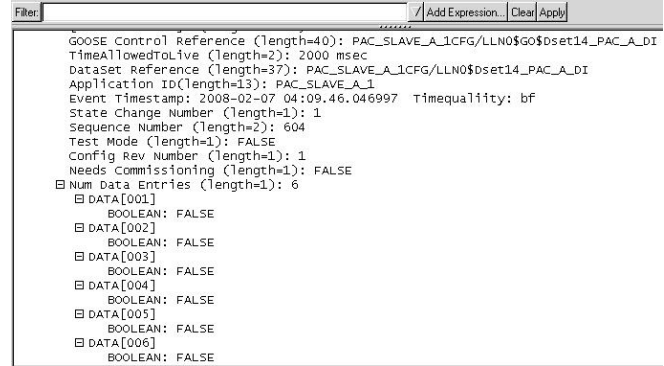 Filter:
/ Add Expression... Clear Apply
GOOSE Control Reference (length=40): PAC_SLAVE_A_1CFG/LLN0$GO$Dset14_PAC_A_DI
TimeAllowedToLive (length=2): 2000 msec
DataSet Reference (length=37): PAC_SLAVE_A_1CFG/LLN0$Dset14_PAC_A_DI
Application ID(length=13): PAC_SLAVE_A_1
Event Timestamp: 2008-02-07 04:09.46.046997 Timequaliity: bf
State Change Number (length=1): 1
Sequence Number (length=2): 604
Test Mode (length=1): FALSE
Config Rev Number (length=1): 1
Needs Commissioning (length=1): FALSE
Num Data Entries (length=1): 6
DATA[001]
BOOLEAN: FALSE
DATA[002]
BOOLEAN: FALSE
DATA[003]
BOOLEAN: FALSE
DATA[004]
BOOLEAN: FALSE
DATA[005]
BOOLEAN: FALSE
DATA[006]
BOOLEAN: FALSE